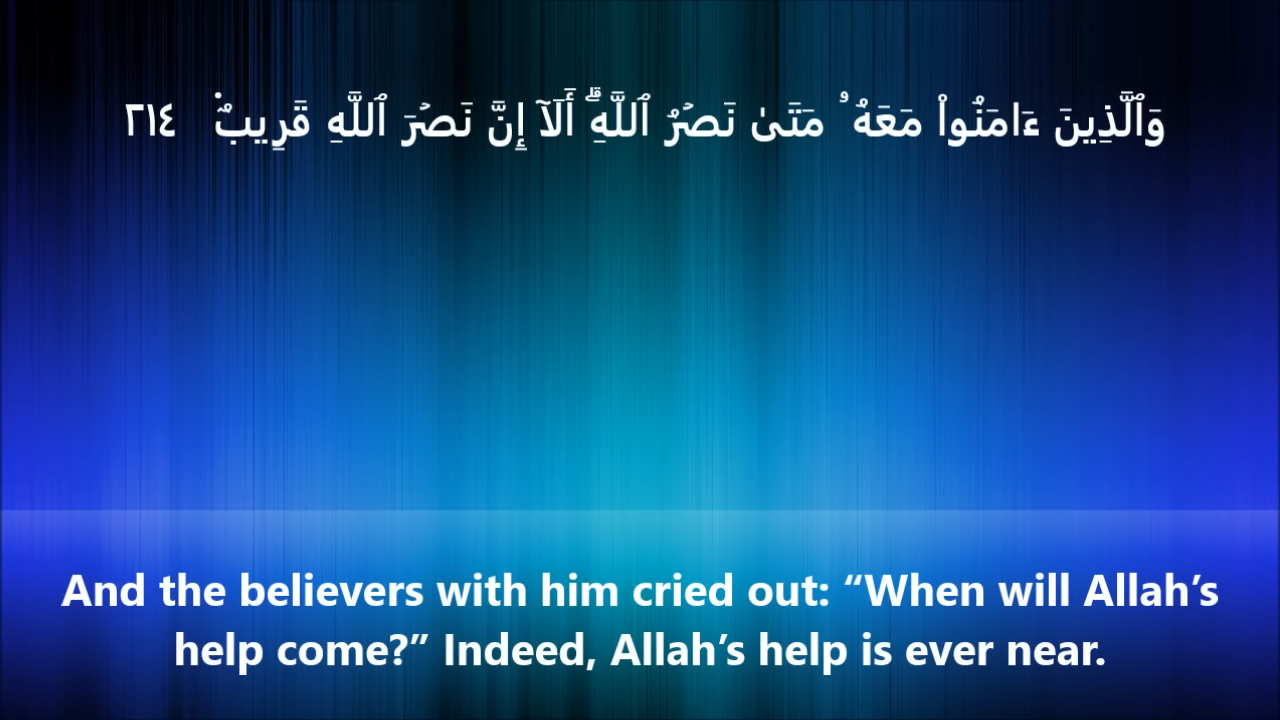 وَٱلَّذِينَ ءَامَنُوا۟ مَعَهُۥ مَتَىٰ نَصْرُ ٱللَّهِ ۗ أَلَآ إِنَّ نَصْرَ ٱللَّهِ قَرِيبٌۭ ٢١٤
And the believers with him cried out: “When will Allah’s
help come?” Indeed, Allah’s help is ever near.